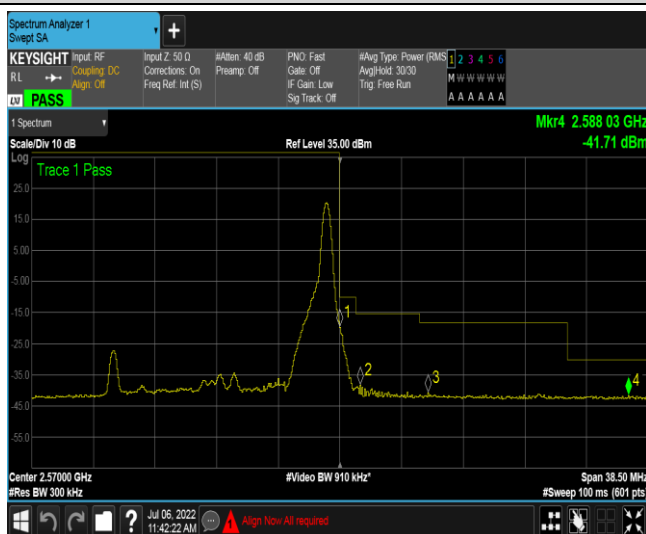 Spectrum Analyzer 1
Swept SA
+
KEYSIGHT
RL
LXI PASS
Input: RF
Coupling: DC
Align: Off
Input Z: 50 Ω
Corrections: On
Freq Ref: Int (S)
#Atten: 40 dB
Preamp: Off
PNO: Fast
Gate: Off
IF Gain: Low
Sig Track: Off
#Avg Type: Power (RMS
Avg|Hold: 30/30
Trig: Free Run
1 2 3 4 5 6
M W W W W W
A A A A A A
1 Spectrum
Mkr4 2.588 03 GHz
Scale/Div 10 dB
Ref Level 35.00 dBm
-41.71 dBm
Log
Trace 1 Pass
25.0
15.0
5.00
-5.00
-15.0
-25.0
-35.0
-45.0
-55.0
1
2
3
4
Center 2.57000 GHz
#Video BW 910 kHz*
Span 38.50 MHz
#Res BW 300 kHz
#Sweep 100 ms (601 pts)
?
Jul 06, 2022
11:42:22 AM
Align Now All required